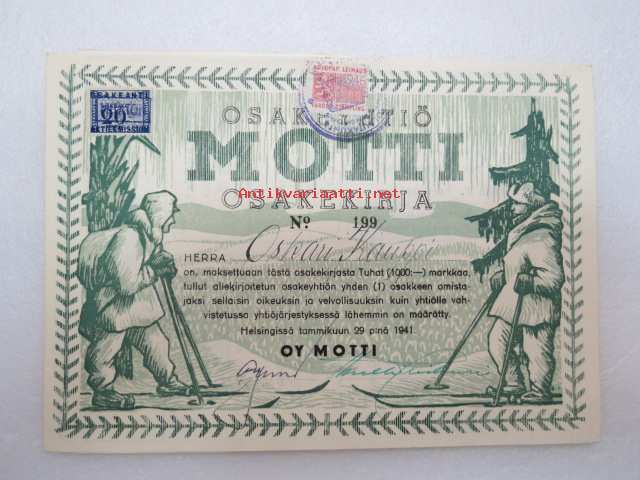 OSAKEANTI
20
OSAKEYHTIÖ
MOTTI
OSAKEKIRJA
Antikvariaatti.net
No 199
HERRA Oskari
on, maksettuaan tästä osakekirjasta Tuhat (1000:—) markkaa,
tullut allekirjoitetun osakeyhtiön yhden (1) osakkeen omista-
jaksi sellaisin oikeuksin ja velvollisuuksin kuin yhtiölle vah-
vistetussa yhtiöjärjestyksessä lähemmin on määrätty.
Helsingissä tammikuun 29 pnä 1941.
OY MOTTI